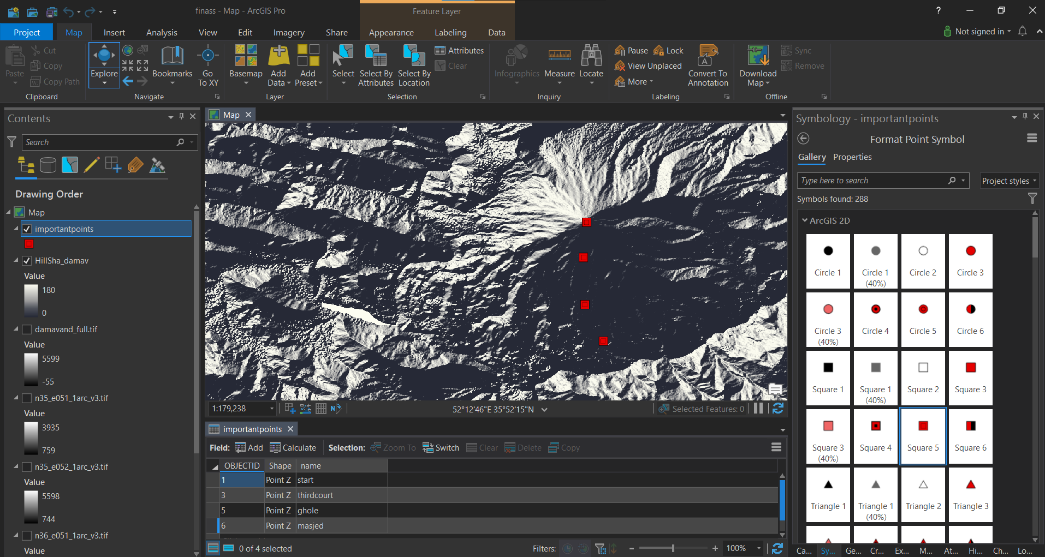 finass - Map - ArcGIS Pro
Feature Layer
?
Project Map Insert Analysis View Edit Imagery Share Appearance Labeling Data
Not signed in
Paste
Cut
Copy
Copy Path
Explore
Bookmarks
Go To XY
Basemap
Add Data
Add Preset
Select
Select By Attributes
Select By Location
Attributes
Clear
Infographics
Measure
Locate
Pause
Lock
View Unplaced
More
Convert To Annotation
Download Map
Sync
Remove
Clipboard Navigate Layer Selection Inquiry Labeling Offline
Contents
Search
Drawing Order
Map
importantpoints
HillSha_damav
Value
180
0
damavand_full.tif
Value
5599
-55
n35_e051_1arc_v3.tif
Value
3935
759
n35_e052_1arc_v3.tif
Value
5598
744
n36_e051_1arc_v3.tif
Value
Map
1:179,238
52°12'46"E 35°52'15"N
Selected Features: 0
importantpoints
Field: Add Calculate Selection: Zoom To Switch Clear Delete Copy
OBJECTID Shape name
1 Point Z start
3 Point Z thirdcourt
5 Point Z ghole
6 Point Z masjed
0 of 4 selected
Filters:
- + 100%
Symbology - importantpoints
Format Point Symbol
Gallery Properties
Type here to search
Project styles
Symbols found: 288
ArcGIS 2D
Circle 1 Circle 1 (40%) Circle 2 Circle 3
Circle 3 (40%) Circle 4 Circle 5 Circle 6
Square 1 Square 1 (40%) Square 2 Square 3
Square 3 (40%) Square 4 Square 5 Square 6
Triangle 1 Triangle 1 (40%) Triangle 2 Triangle 3
Ca... Sy... Ge... Cr... Ex... M... At... Hi... Ch... Lo...